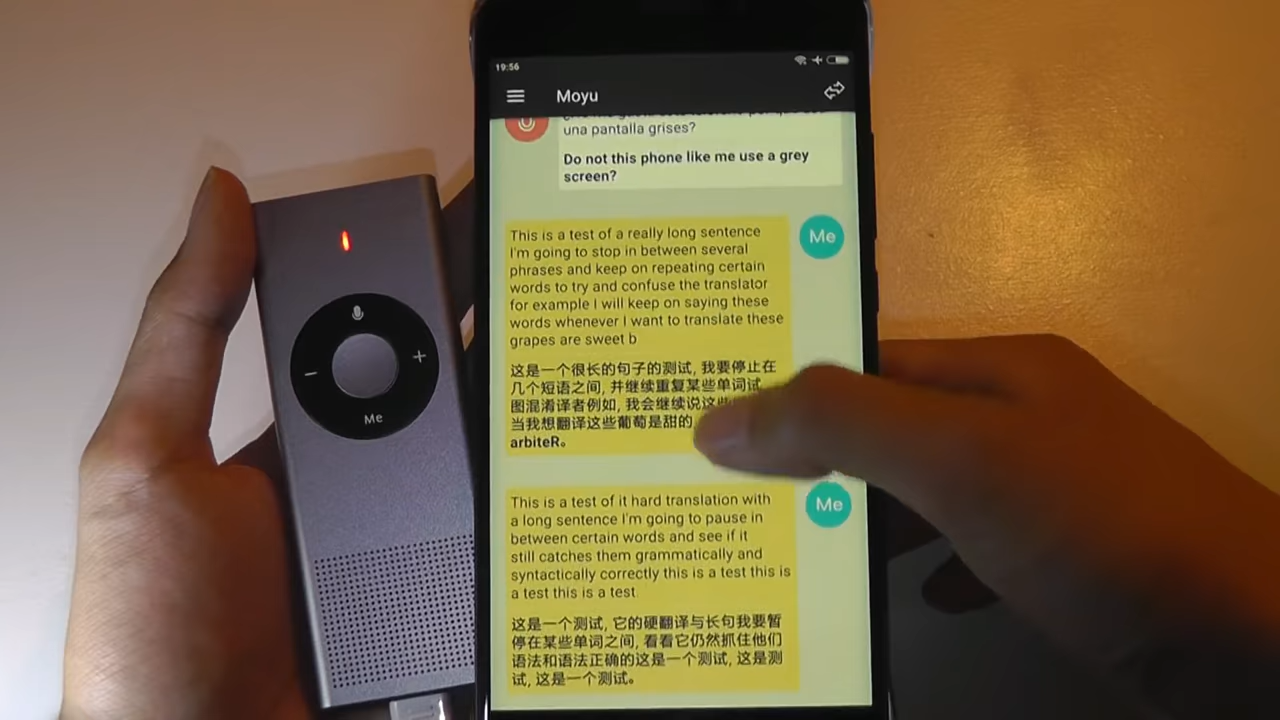 19:56
Moyu
una pantalla grises?
Do not this phone like me use a grey
screen?
This is a test of a really long sentence
I'm going to stop in between several
phrases and keep on repeating certain
words to try and confuse the translator
for example I will keep on saying these
words whenever I want to translate these
grapes are sweet b
Me
这是一个很长的句子的测试, 我要停止在
几个短语之间, 并继续重复某些单词试
图混淆译者例如, 我会继续说这些
当我想翻译这些葡萄是甜的
arbiteR。
This is a test of it hard translation with
a long sentence I'm going to pause in
between certain words and see if it
still catches them grammatically and
syntactically correctly this is a test this is
a test this is a test
Me
这是一个测试, 它的硬翻译与长句我要暂
停在某些单词之间, 看看它仍然抓住他们
语法和语法正确的这是一个测试, 这是测
试, 这是一个测试。
+
−
Me